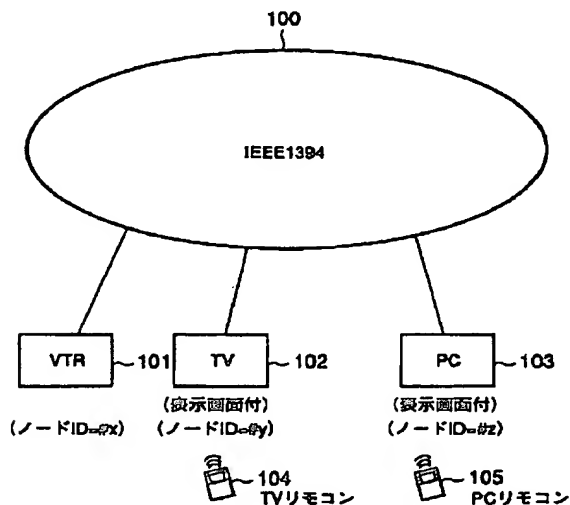 100
IEEE1394
VTR
101
TV
102
PC
103
(表示画面付)
(表示画面付)
(ノードID=#x)
(ノードID=#y)
(ノードID=#z)
104
TVリモコン
105
PCリモコン